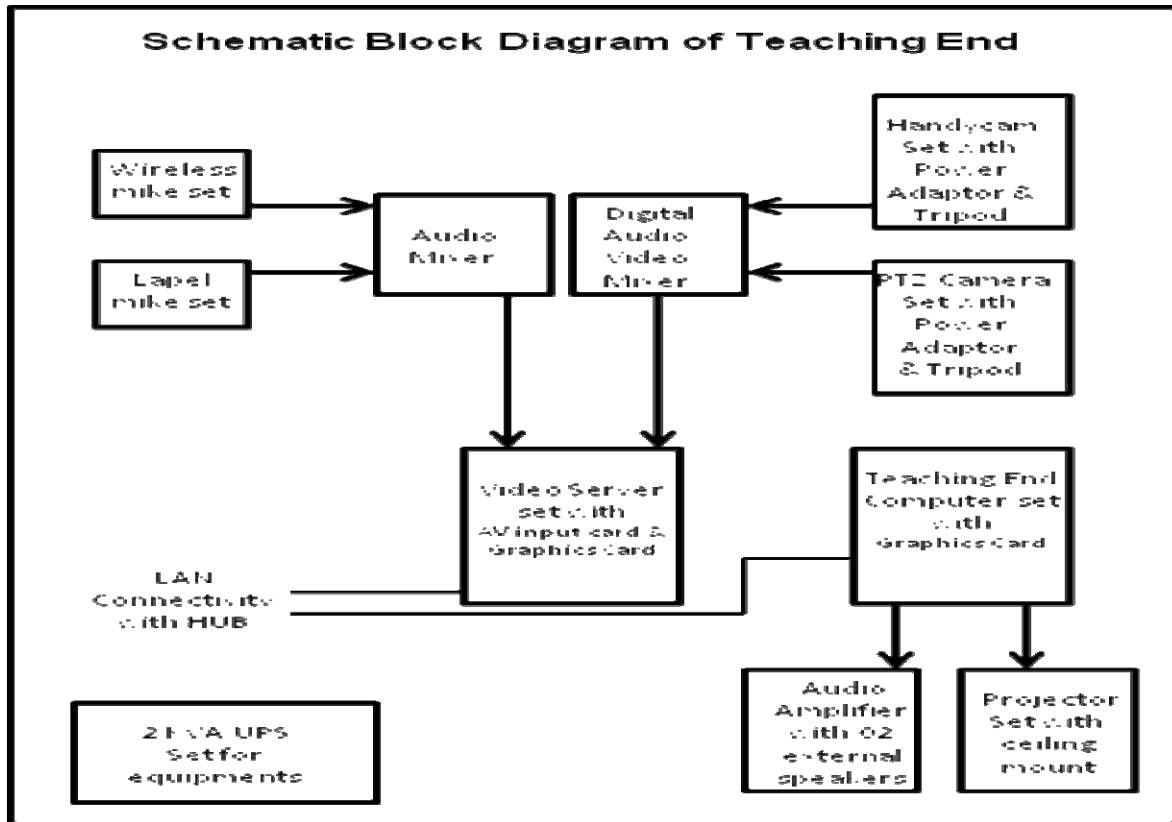 Schematic Block Diagram of Teaching End
Wireless
mike set
Lapel
mike set
Audio
Mixer
Digital
Audio
Video
Mixer
Handycam
Set with
Power
Adaptor &
Tripod
PTZ Camera
Set with
Power
Adaptor
& Tripod
Video Server
set with
AV input card &
Graphics Card
Teaching End
Computer set
with
Graphics Card
LAN
Connectivity
with HUB
2 KVA UPS
Set for
equipments
Audio
Amplifier
with 02
external
speakers
Projector
Set with
ceiling
mount